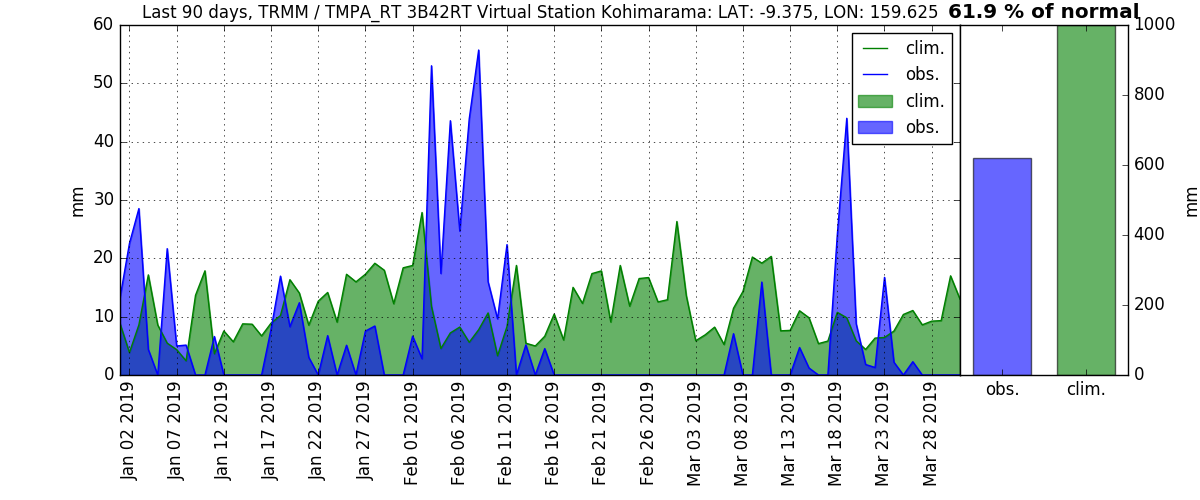 Last 90 days, TRMM / TMPA_RT 3B42RT Virtual Station Kohimarama: LAT: -9.375, LON: 159.625
61.9 % of normal
60
50
40
30
20
10
0
mm
clim.
obs.
clim.
obs.
Jan 02 2019
Jan 07 2019
Jan 12 2019
Jan 17 2019
Jan 22 2019
Jan 27 2019
Feb 01 2019
Feb 06 2019
Feb 11 2019
Feb 16 2019
Feb 21 2019
Feb 26 2019
Mar 03 2019
Mar 08 2019
Mar 13 2019
Mar 18 2019
Mar 23 2019
Mar 28 2019
1000
800
600
400
200
0
mm
obs.
clim.